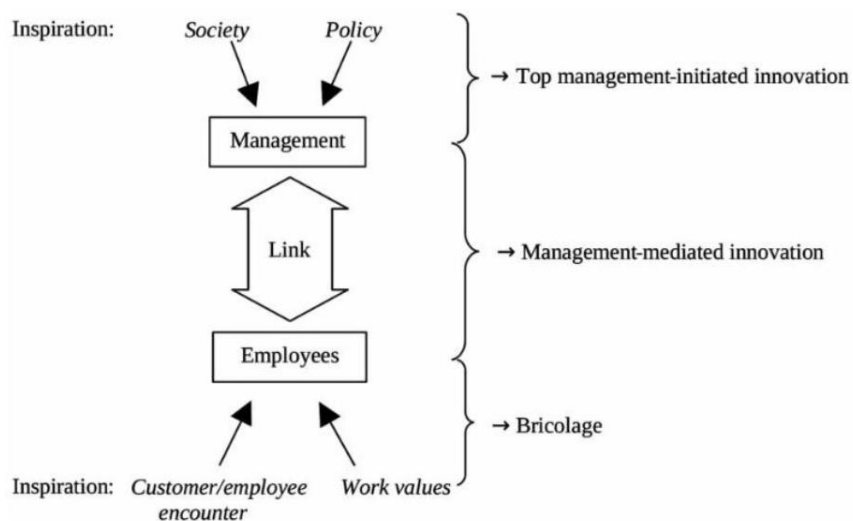 Inspiration: Society Policy
→ Top management-initiated innovation
Management
Link
→ Management-mediated innovation
Employees
→ Bricolage
Inspiration: Customer/employee Work values
encounter